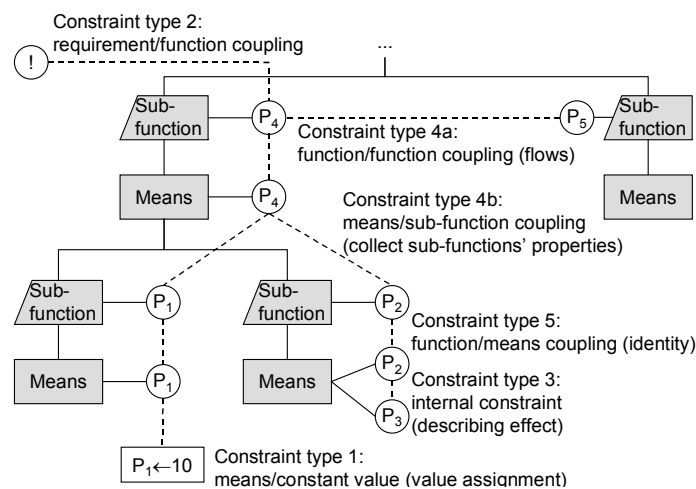 Constraint type 2:
requirement/function coupling
!
...
Sub-
function
P4
P5
Sub-
function
Constraint type 4a:
function/function coupling (flows)
Means
P4
Means
Constraint type 4b:
means/sub-function coupling
(collect sub-functions' properties)
Sub-
function
P1
Sub-
function
P2
Constraint type 5:
function/means coupling (identity)
Means
P1
Means
P2
Constraint type 3:
internal constraint
(describing effect)
P3
P1←10
Constraint type 1:
means/constant value (value assignment)